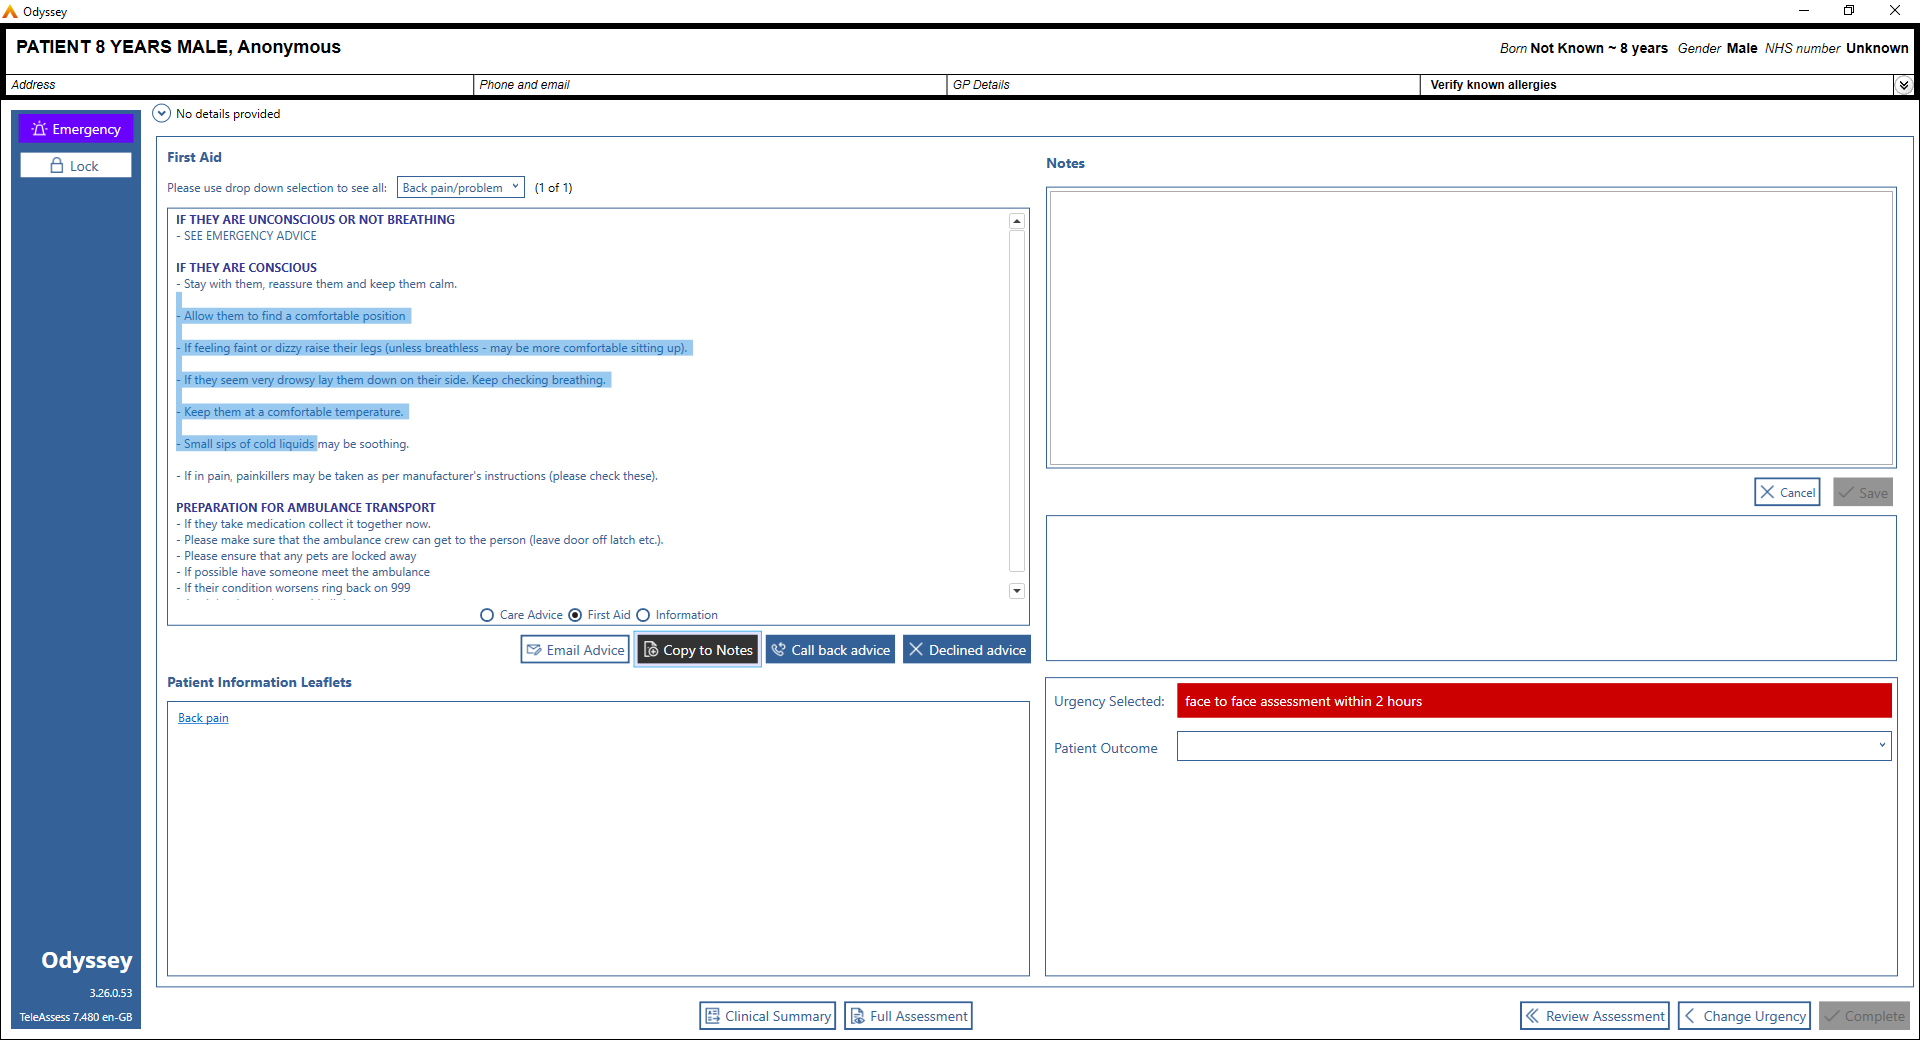 Odyssey
PATIENT 8 YEARS MALE, Anonymous
Born Not Known ~ 8 years Gender Male NHS number Unknown
Address
Phone and email
GP Details
Verify known allergies
Emergency
Lock
No details provided
First Aid
Please use drop down selection to see all: Back pain/problem (1 of 1)
IF THEY ARE UNCONSCIOUS OR NOT BREATHING
- SEE EMERGENCY ADVICE
IF THEY ARE CONSCIOUS
- Stay with them, reassure them and keep them calm.
- Allow them to find a comfortable position
- If feeling faint or dizzy raise their legs (unless breathless - may be more comfortable sitting up).
- If they seem very drowsy lay them down on their side. Keep checking breathing.
- Keep them at a comfortable temperature.
- Small sips of cold liquids may be soothing.
- If in pain, painkillers may be taken as per manufacturer's instructions (please check these).
PREPARATION FOR AMBULANCE TRANSPORT
- If they take medication collect it together now.
- Please make sure that the ambulance crew can get to the person (leave door off latch etc.).
- Please ensure that any pets are locked away
- If possible have someone meet the ambulance
- If their condition worsens ring back on 999
Care Advice First Aid Information
Email Advice
Copy to Notes
Call back advice
Declined advice
Patient Information Leaflets
Back pain
Notes
Cancel
Save
Urgency Selected: face to face assessment within 2 hours
Patient Outcome
Odyssey
3.26.0.53
TeleAssess 7.480 en-GB
Clinical Summary
Full Assessment
Review Assessment
Change Urgency
Complete